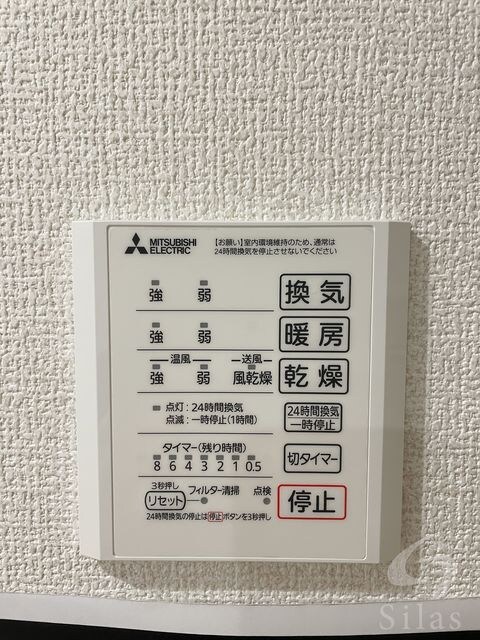 MITSUBISHI ELECTRIC
【お願い】室内環境維持のため、通常は
24時間換気を停止させないでください
強 弱 換気
強 弱 暖房
温風 送風
強 弱 風乾燥 乾燥
点灯:24時間換気
点滅:一時停止(1時間)
24時間換気
一時停止
タイマー(残り時間)
8 6 4 3 2 1 0.5
切タイマー
3秒押し
リセット フィルター清掃 点検
停止
24時間換気の停止は停止ボタンを3秒押し
Silas